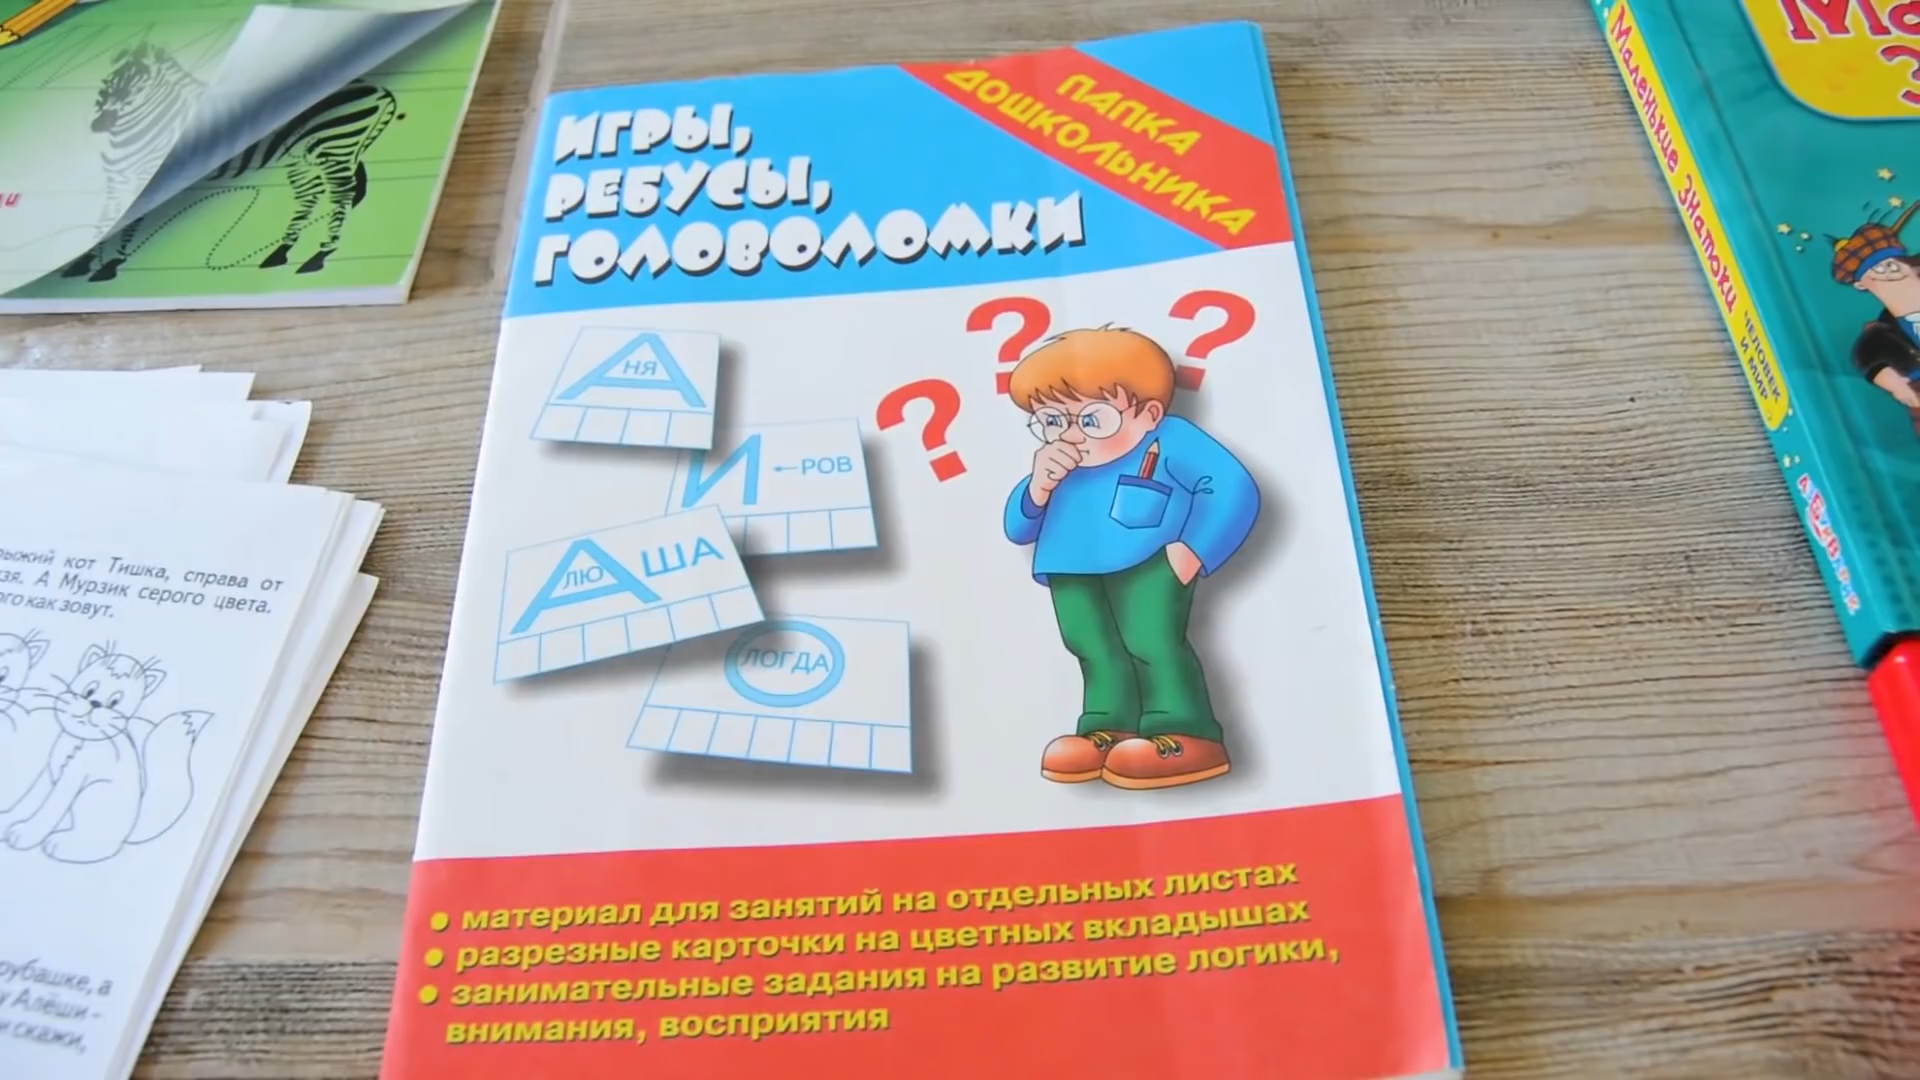 ИГРЫ,
РЕБУСЫ,
ГОЛОВОЛОМКИ
ПАПКА
ДОШКОЛЬНИКА
НЯ
А
И ←РОВ
ЛЮ
А ША
ЛОГДА
О
• материал для занятий на отдельных листах
• разрезные карточки на цветных вкладышах
• занимательные задания на развитие логики,
внимания, восприятия
кот Тишка, справа от
А Мурзик серого цвета.
как зовут.
рубашке, а
у Алёши -
и скажи,
Маленькие знатоки
ЧЕЛОВЕК
И МИР